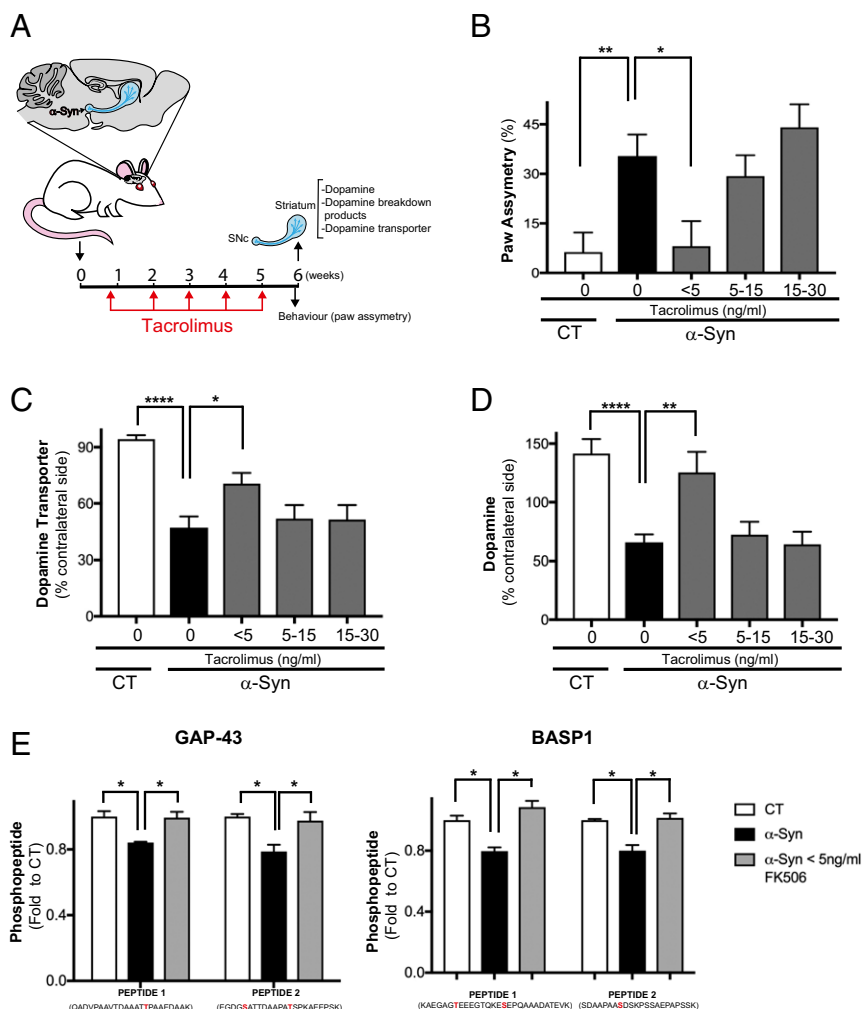 A
α-Syn
Striatum
-Dopamine
-Dopamine breakdown
products
-Dopamine transporter
SNc
0 1 2 3 4 5 6 (weeks)
Tacrolimus
Behaviour (paw assymetry)
B
** *
Paw Assymetry (%)
45
30
15
0
0 0 <5 5-15 15-30
Tacrolimus (ng/ml)
CT α-Syn
C
**** *
Dopamine Transporter
(% contralateral side)
90
60
30
0
0 0 <5 5-15 15-30
Tacrolimus (ng/ml)
CT α-Syn
D
**** **
Dopamine
(% contralateral side)
150
100
50
0
0 0 <5 5-15 15-30
Tacrolimus (ng/ml)
CT α-Syn
E
GAP-43
* * * *
Phosphopeptide
(Fold to CT)
0.8
0.4
0.0
PEPTIDE 1 PEPTIDE 2
(QADVPAAVTDAAATTPAAEDAAK) (EGDGSATTDAAPATSPKAEEPSK)
BASP1
* * * *
Phosphopeptide
(Fold to CT)
0.8
0.4
0.0
PEPTIDE 1 PEPTIDE 2
(KAEGAGTEEEGTQKESEPQAAADATEVK) (SDAAPAASDSKPSSAEPAPSSK)
CT
α-Syn
α-Syn < 5ng/ml
FK506